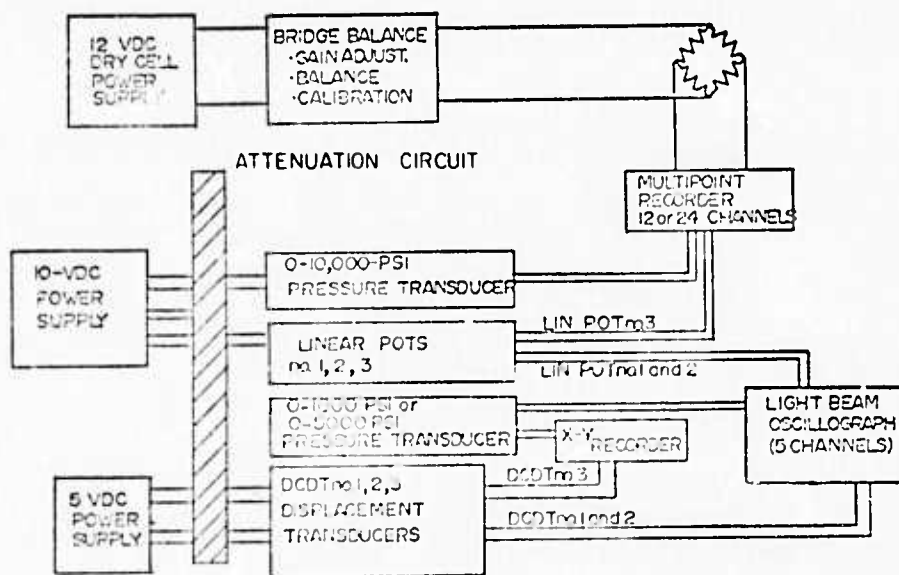 12 VDC
DRY CELL
POWER
SUPPLY
BRIDGE BALANCE
•GAIN ADJUST.
•BALANCE
•CALIBRATION
ATTENUATION CIRCUIT
MULTIPOINT
RECORDER
12 or 24 CHANNELS
10-VDC
POWER
SUPPLY
0-10,000-PSI
PRESSURE TRANSDUCER
LINEAR POTS
no. 1, 2, 3
LIN POT no.3
LIN POT no.1 and 2
0-1000 PSI or
0-5000 PSI
PRESSURE TRANSDUCER
X-Y RECORDER
LIGHT BEAM
OSCILLOGRAPH
(5 CHANNELS)
5 VDC
POWER
SUPPLY
DCDT no. 1, 2, 3
DISPLACEMENT
TRANSDUCERS
DCDT no.3
DCDT no.1 and 2